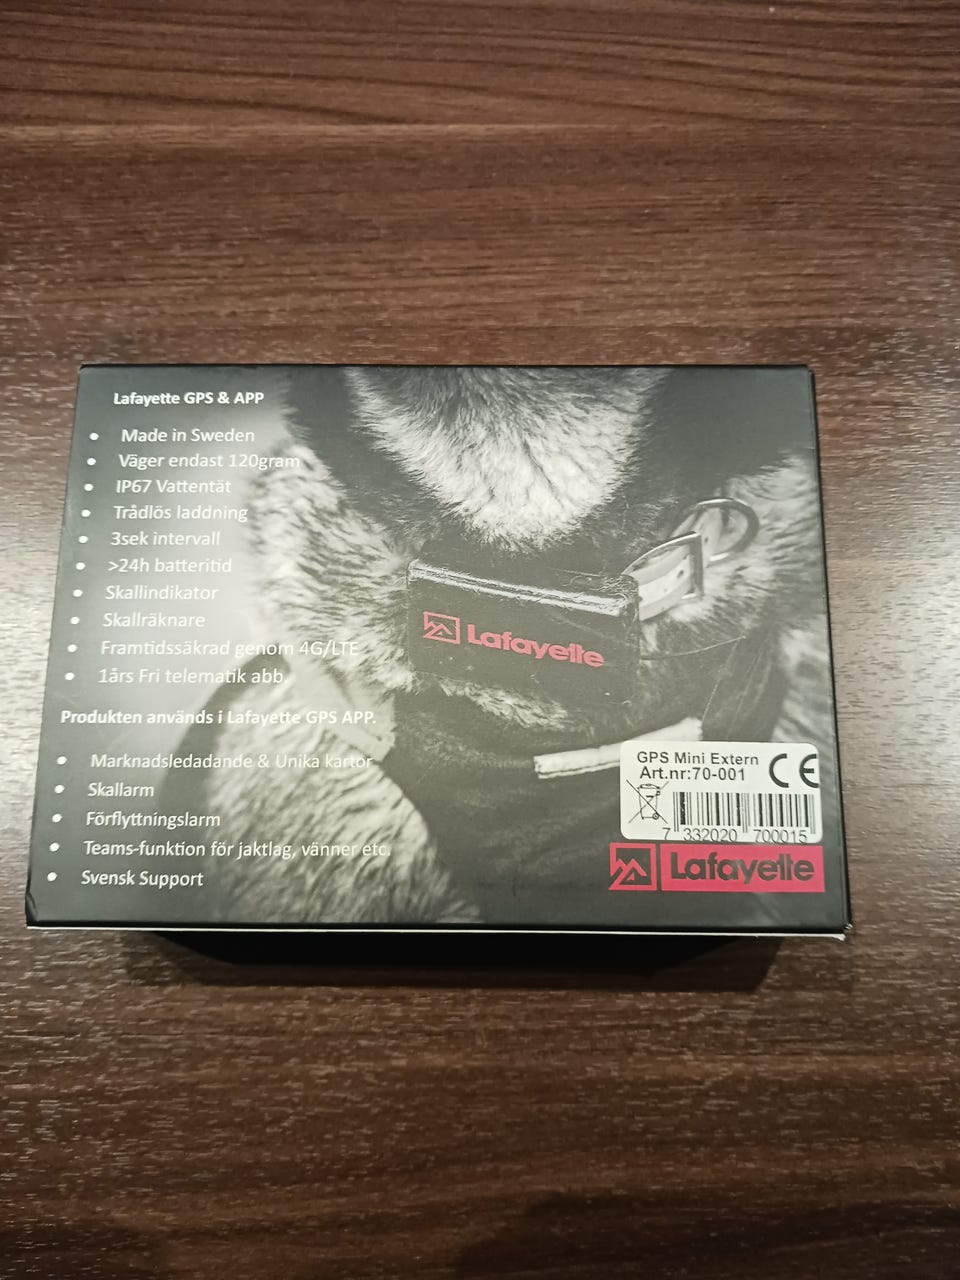 Lafayette GPS & APP
• Made in Sweden
• Väger endast 120gram
• IP67 Vattentät
• Trådlös laddning
• 3sek intervall
• >24h batteritid
• Skallindikator
• Skallräknare
• Framtidssäkrad genom 4G/LTE
• 1års Fri telematik abb.
Produkten används i Lafayette GPS APP.
• Marknadsledadande & Unika kartor
• Skallarm
• Förflyttningslarm
• Teams-funktion för jaktlag, vänner etc.
• Svensk Support
Lafayette
GPS Mini Extern
Art.nr:70-001
CE
7 332020 700015
Lafayette